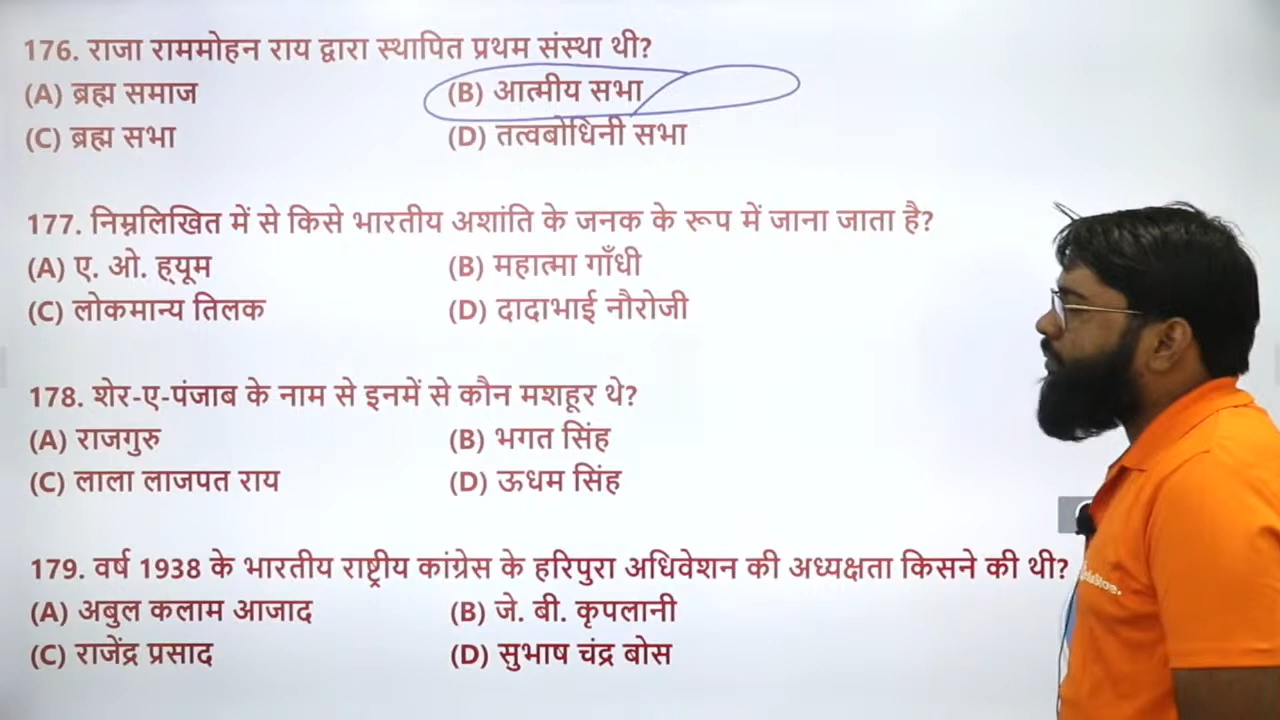 176. राजा राममोहन राय द्वारा स्थापित प्रथम संस्था थी?
(A) ब्रह्म समाज (B) आत्मीय सभा
(C) ब्रह्म सभा (D) तत्वबोधिनी सभा
177. निम्नलिखित में से किसे भारतीय अशांति के जनक के रूप में जाना जाता है?
(A) ए. ओ. ह्यूम (B) महात्मा गाँधी
(C) लोकमान्य तिलक (D) दादाभाई नौरोजी
178. शेर-ए-पंजाब के नाम से इनमें से कौन मशहूर थे?
(A) राजगुरु (B) भगत सिंह
(C) लाला लाजपत राय (D) ऊधम सिंह
179. वर्ष 1938 के भारतीय राष्ट्रीय कांग्रेस के हरिपुरा अधिवेशन की अध्यक्षता किसने की थी?
(A) अबुल कलाम आजाद (B) जे. बी. कृपलानी
(C) राजेंद्र प्रसाद (D) सुभाष चंद्र बोस